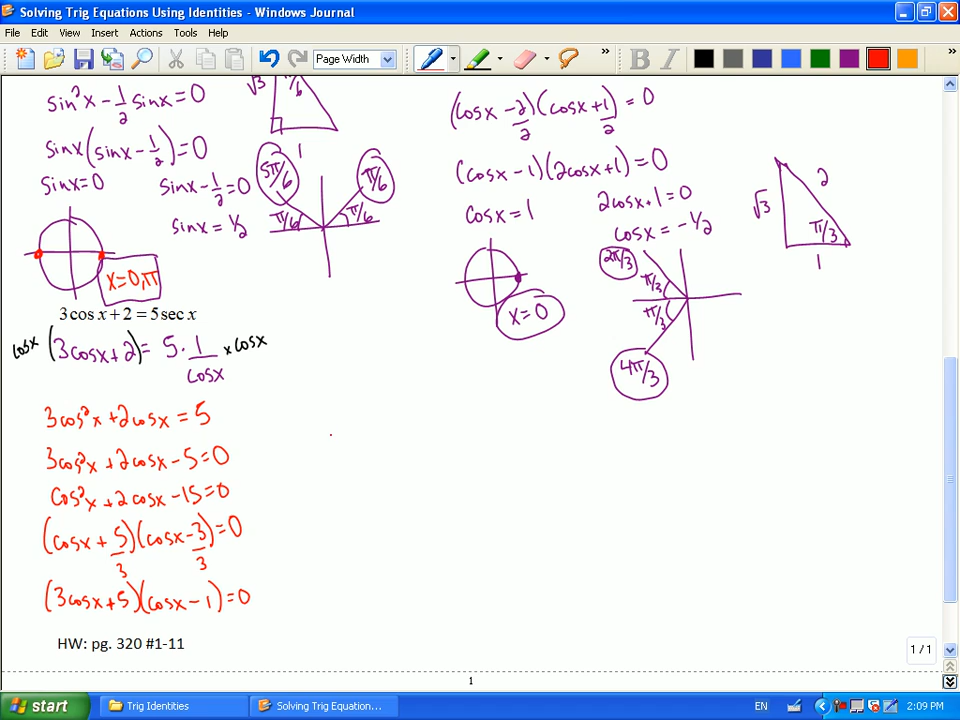 Solving Trig Equations Using Identities - Windows Journal
File Edit View Insert Actions Tools Help
Page Width
sin²x - 1/2 sinx = 0
sinx(sinx - 1/2) = 0
sinx = 0 sinx - 1/2 = 0
sinx = 1/2
√3 π/6
1
5π/6 π/6
π/6 π/6
x = 0, π
(cosx - 2/2)(cosx + 1/2) = 0
(cosx - 1)(2cosx + 1) = 0
cosx = 1 2cosx + 1 = 0
cosx = -1/2
√3 2
π/3
1
x = 0
2π/3
π/3
π/3
4π/3
3 cos x + 2 = 5 sec x
cosx (3cosx + 2) = 5 · 1/cosx × cosx
3cos²x + 2cosx = 5
3cos²x + 2cosx - 5 = 0
cos²x + 2cosx - 15 = 0
(cosx + 5/3)(cosx - 3/3) = 0
(3cosx + 5)(cosx - 1) = 0
HW: pg. 320 #1-11
1 / 1
1
start Trig Identities Solving Trig Equation... EN 2:09 PM